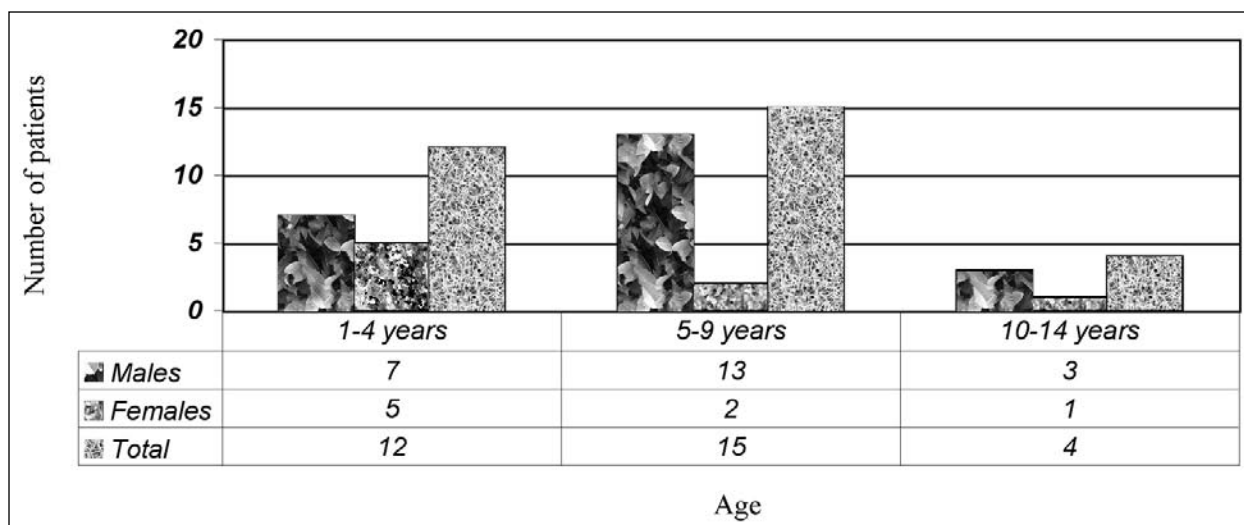 Number of patients
20
15
10
5
0
1-4 years 5-9 years 10-14 years
Males 7 13 3
Females 5 2 1
Total 12 15 4
Age